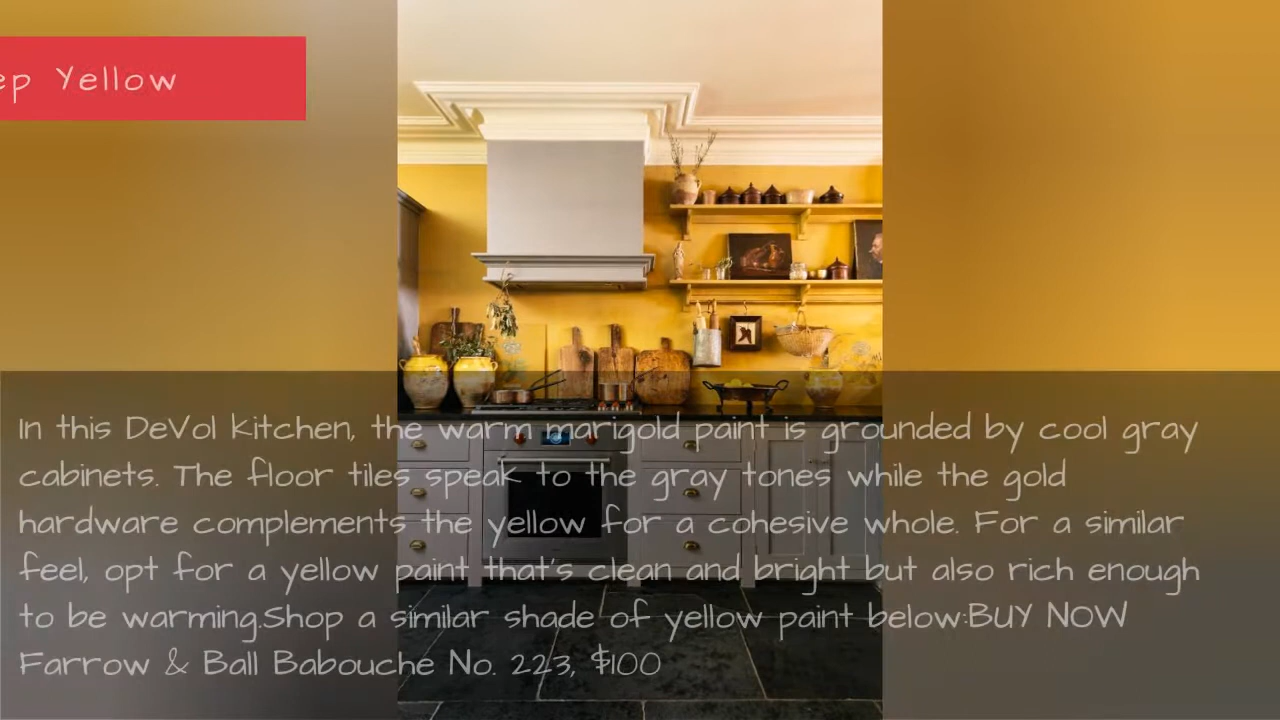 ep Yellow
In this DeVol kitchen, the warm marigold paint is grounded by cool gray
cabinets. The floor tiles speak to the gray tones while the gold
hardware complements the yellow for a cohesive whole. For a similar
feel, opt for a yellow paint that's clean and bright but also rich enough
to be warming.Shop a similar shade of yellow paint below:BUY NOW
Farrow & Ball Babouche No. 223, $100